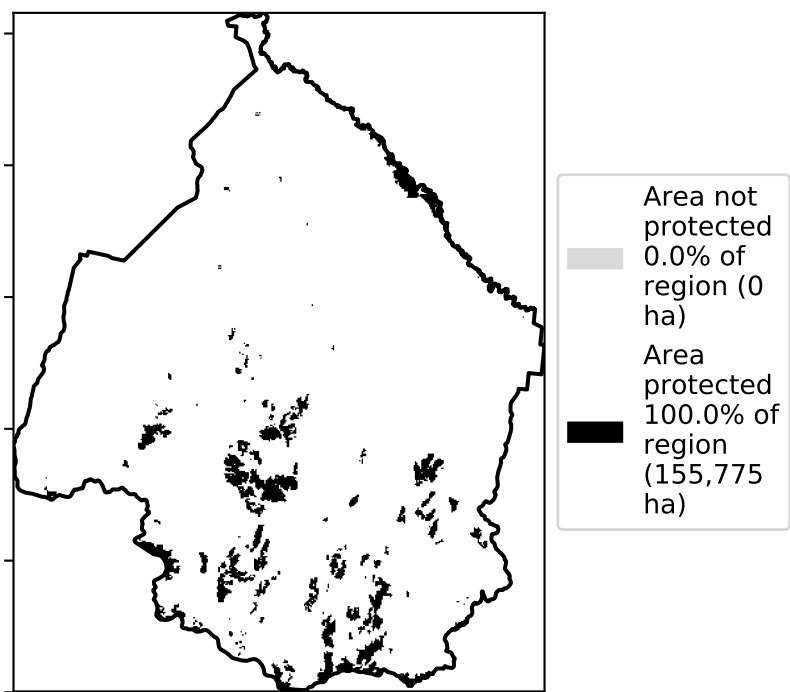 Area not
protected
0.0% of
region (0
ha)
Area
protected
100.0% of
region
(155,775
ha)